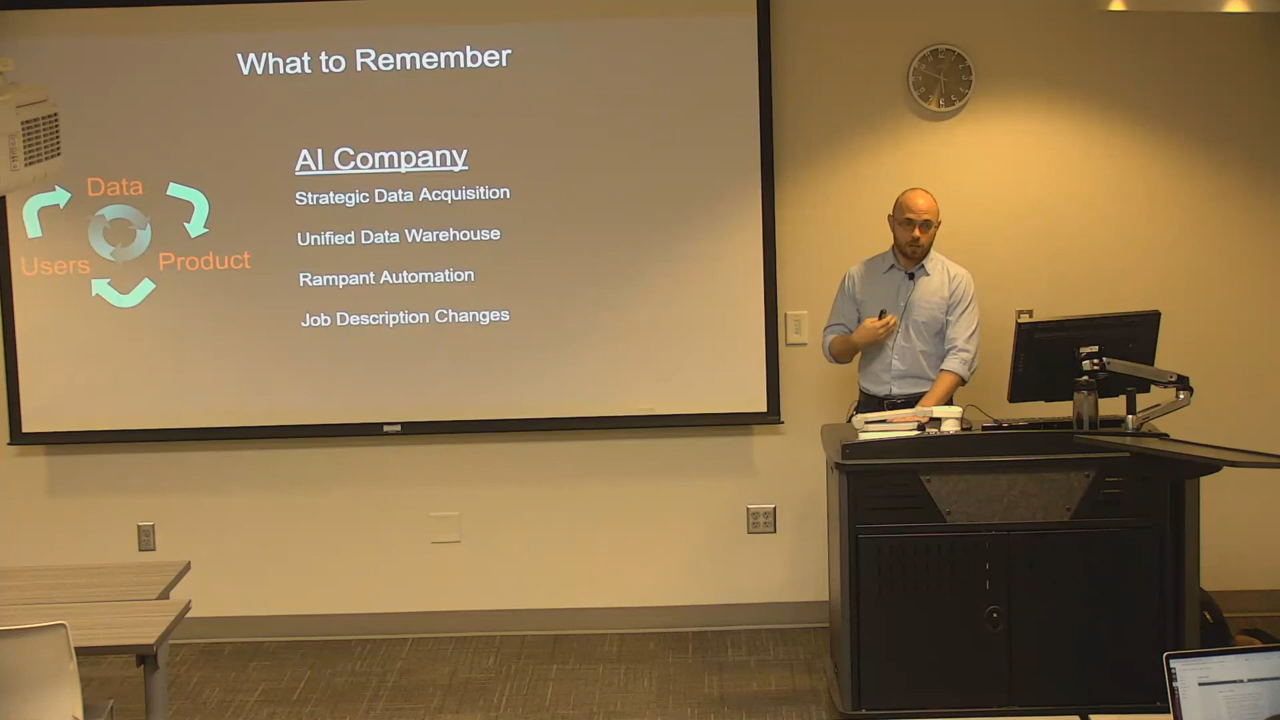 What to Remember
AI Company
Strategic Data Acquisition
Unified Data Warehouse
Rampant Automation
Job Description Changes
Data
Users
Product